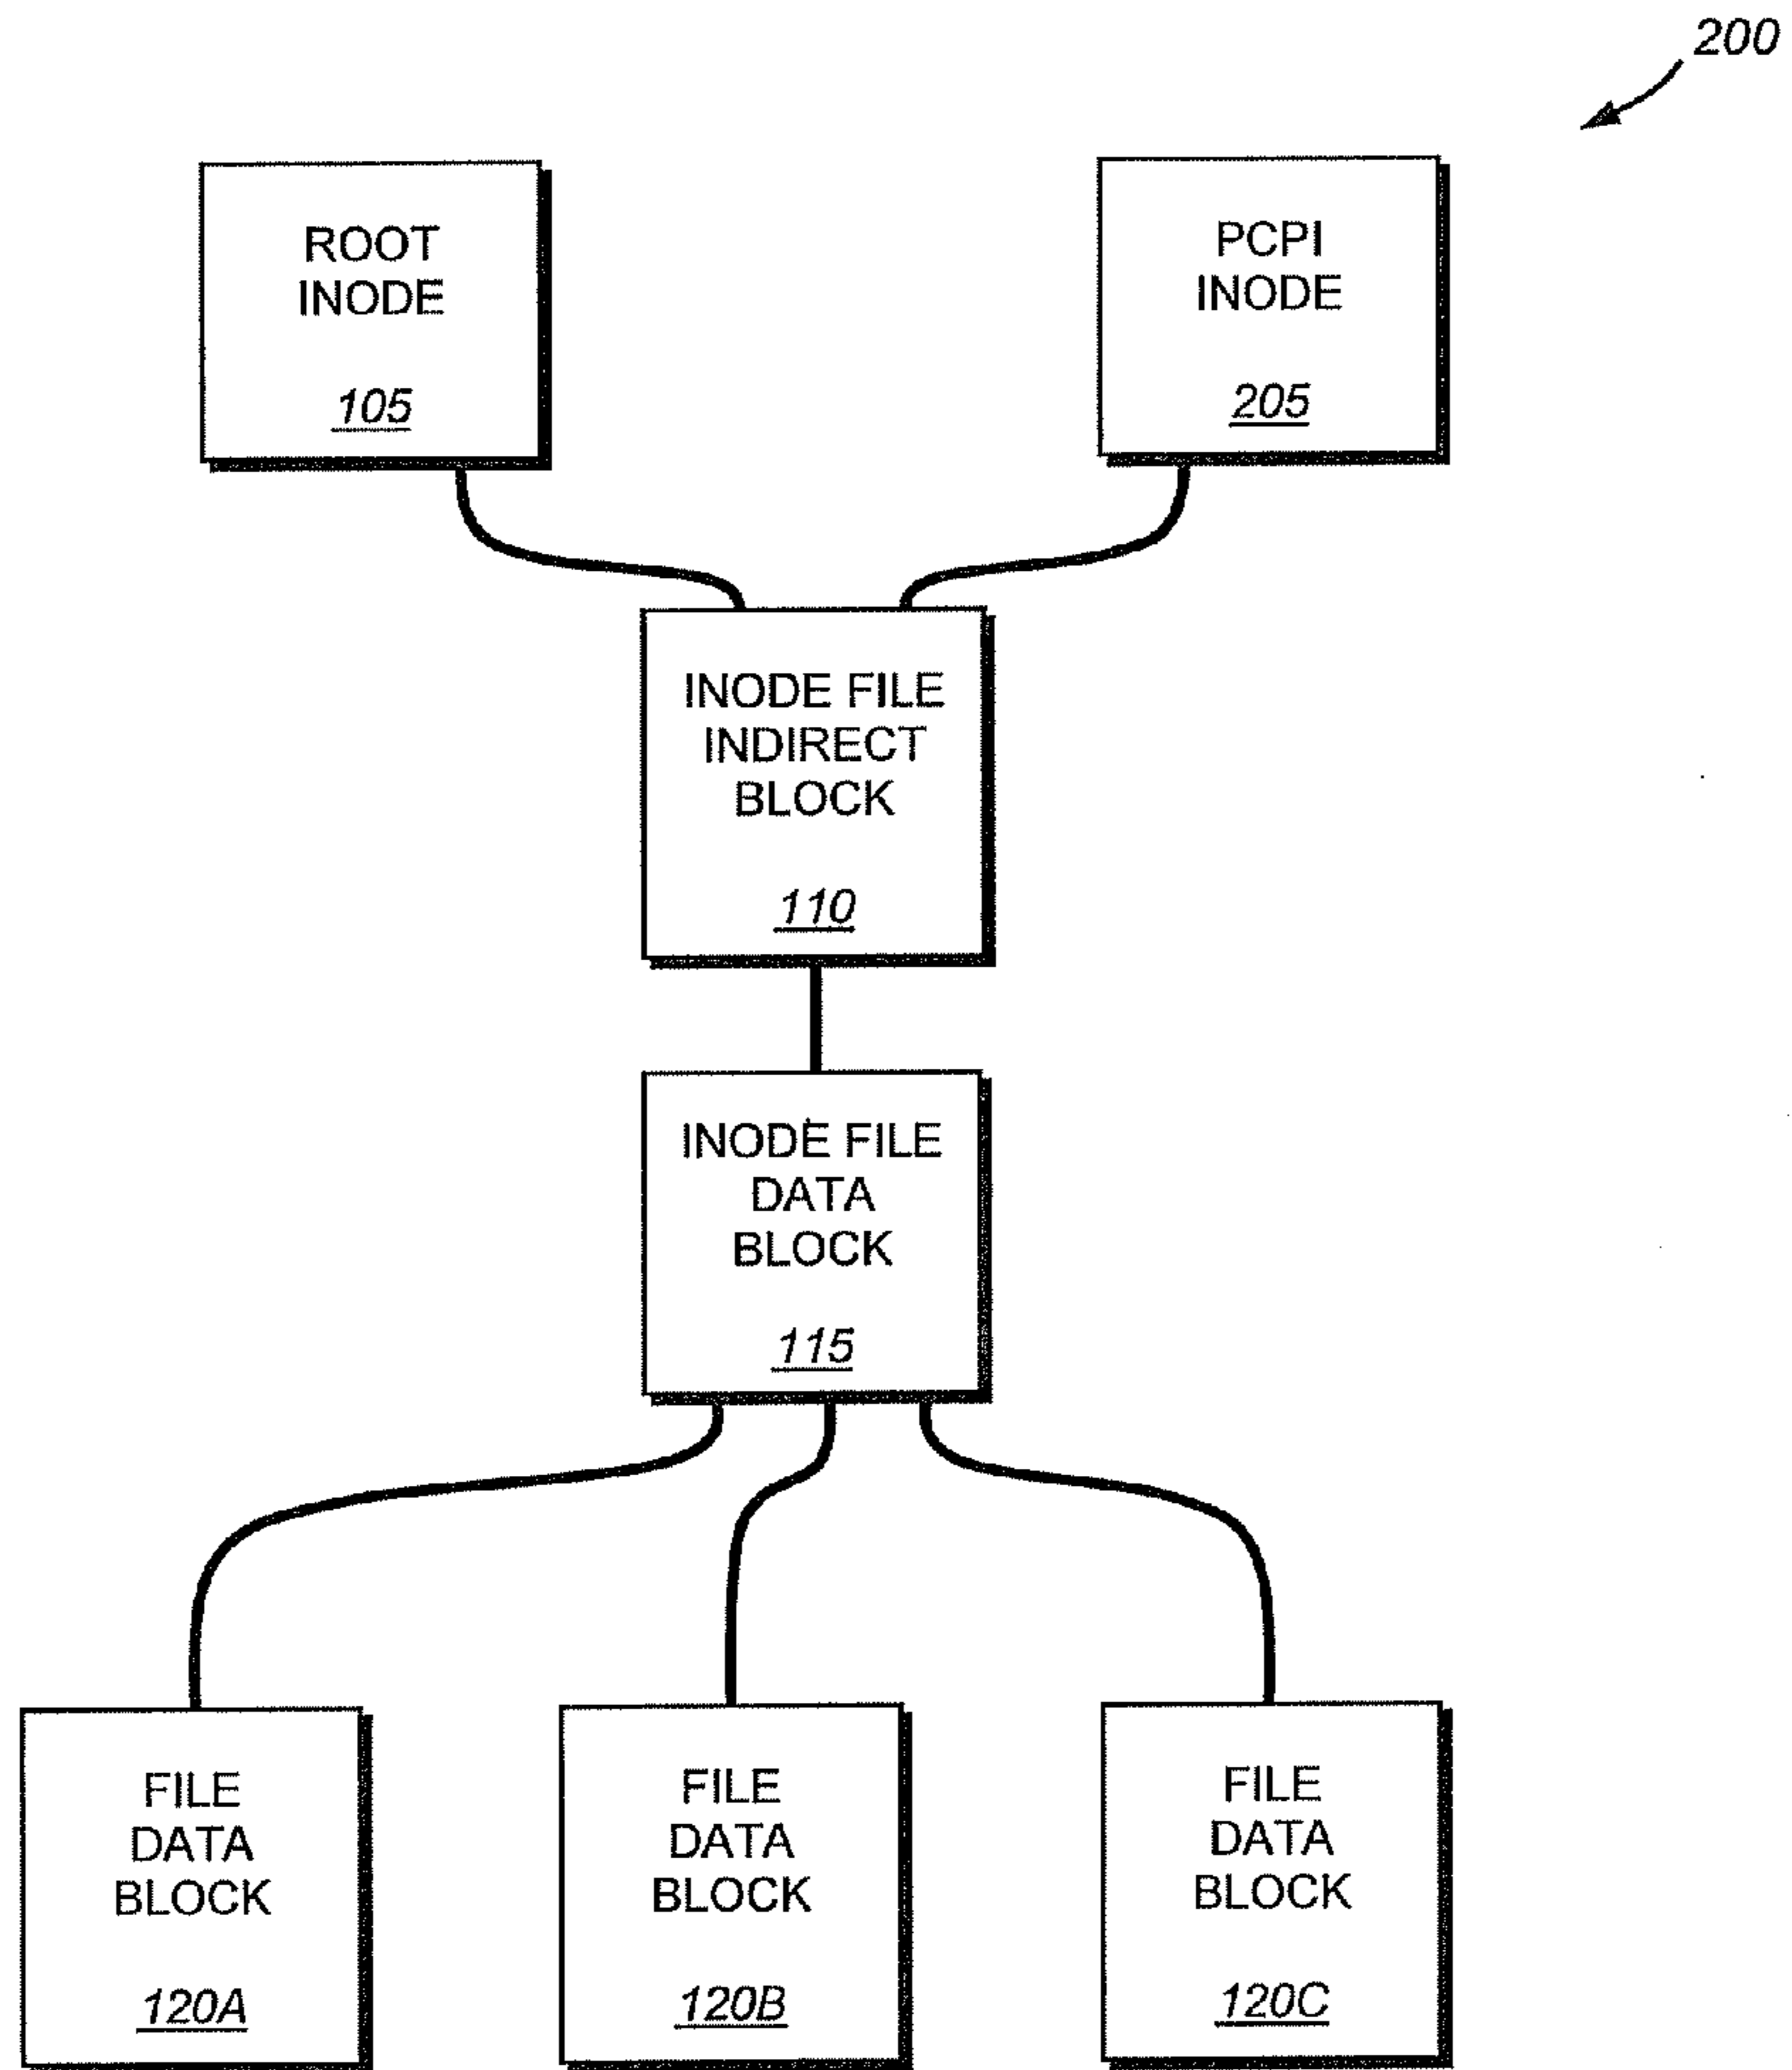 200
ROOT
INODE
105
PCPI
INODE
205
INODE FILE
INDIRECT
BLOCK
110
INODE FILE
DATA
BLOCK
115
FILE
DATA
BLOCK
120A
FILE
DATA
BLOCK
120B
FILE
DATA
BLOCK
120C